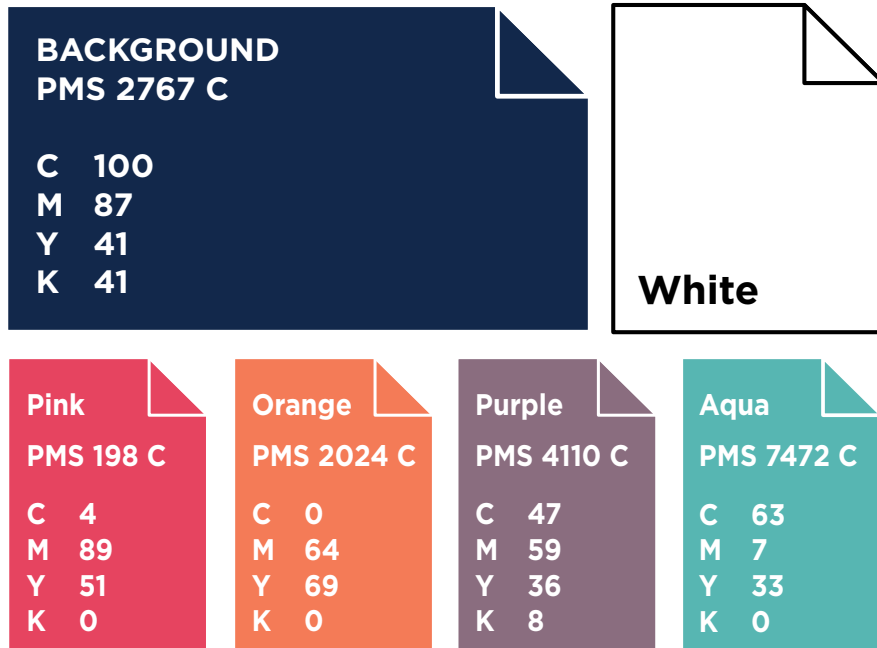 BACKGROUND
PMS 2767 C
C 100
M 87
Y 41
K 41
White
Pink
PMS 198 C
C 4
M 89
Y 51
K 0
Orange
PMS 2024 C
C 0
M 64
Y 69
K 0
Purple
PMS 4110 C
C 47
M 59
Y 36
K 8
Aqua
PMS 7472 C
C 63
M 7
Y 33
K 0